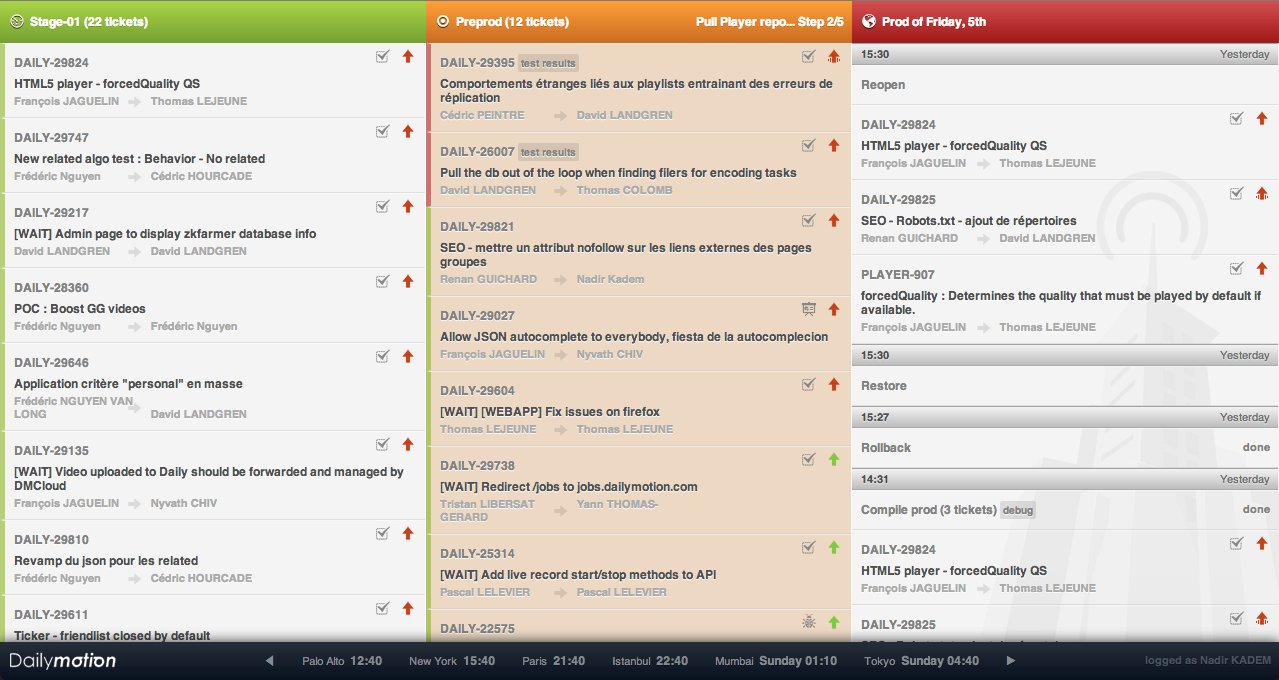 Stage-01 (22 tickets)
DAILY-29824
HTML5 player - forcedQuality QS
François JAGUELIN Thomas LEJEUNE
DAILY-29747
New related algo test : Behavior - No related
Frédéric Nguyen Cédric HOURCADE
DAILY-29217
[WAIT] Admin page to display zkfarmer database info
David LANDGREN David LANDGREN
DAILY-28360
POC : Boost GG videos
Frédéric Nguyen Frédéric Nguyen
DAILY-29646
Application critère "personal" en masse
Frédéric NGUYEN VAN
LONG David LANDGREN
DAILY-29135
[WAIT] Video uploaded to Daily should be forwarded and managed by
DMCloud
François JAGUELIN Nyvath CHIV
DAILY-29810
Revamp du json pour les related
Frédéric Nguyen Cédric HOURCADE
DAILY-29611
Ticker - friendlist closed by default
Preprod (12 tickets) Pull Player repo... Step 2/5
DAILY-29395 test results
Comportements étranges liés aux playlists entrainant des erreurs de
réplication
Cédric PEINTRE David LANDGREN
DAILY-26007 test results
Pull the db out of the loop when finding filers for encoding tasks
David LANDGREN Thomas COLOMB
DAILY-29821
SEO - mettre un attribut nofollow sur les liens externes des pages
groupes
Renan GUICHARD Nadir Kadem
DAILY-29027
Allow JSON autocomplete to everybody, fiesta de la autocomplecion
François JAGUELIN Nyvath CHIV
DAILY-29604
[WAIT] [WEBAPP] Fix issues on firefox
Thomas LEJEUNE Thomas LEJEUNE
DAILY-29738
[WAIT] Redirect /jobs to jobs.dailymotion.com
Tristan LIBERSAT Yann THOMAS-
GERARD
DAILY-25314
[WAIT] Add live record start/stop methods to API
Pascal LELEVIER Pascal LELEVIER
DAILY-22575
Prod of Friday, 5th
15:30 Yesterday
Reopen
DAILY-29824
HTML5 player - forcedQuality QS
François JAGUELIN Thomas LEJEUNE
DAILY-29825
SEO - Robots.txt - ajout de répertoires
Renan GUICHARD David LANDGREN
PLAYER-907
forcedQuality : Determines the quality that must be played by default if
available.
François JAGUELIN Thomas LEJEUNE
15:30 Yesterday
Restore
15:27 Yesterday
Rollback done
14:31 Yesterday
Compile prod (3 tickets) debug done
DAILY-29824
HTML5 player - forcedQuality QS
François JAGUELIN Thomas LEJEUNE
DAILY-29825
Dailymotion Palo Alto 12:40 New York 15:40 Paris 21:40 Istanbul 22:40 Mumbai Sunday 01:10 Tokyo Sunday 04:40 logged as Nadir KADEM